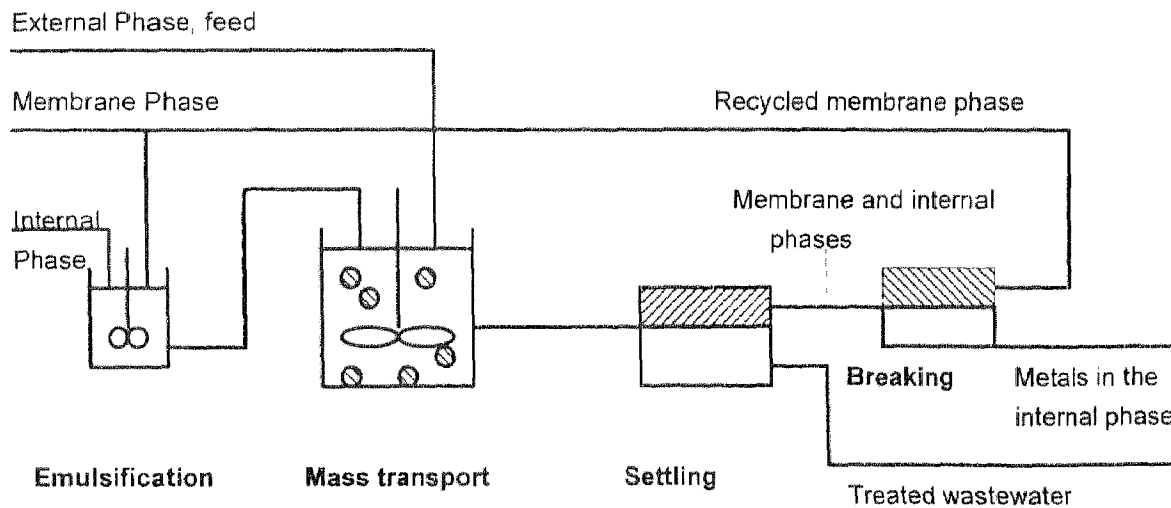 External Phase, feed
Membrane Phase
Recycled membrane phase
Internal
Phase
Membrane and internal
phases
Breaking
Metals in the
internal phase
Emulsification
Mass transport
Settling
Treated wastewater